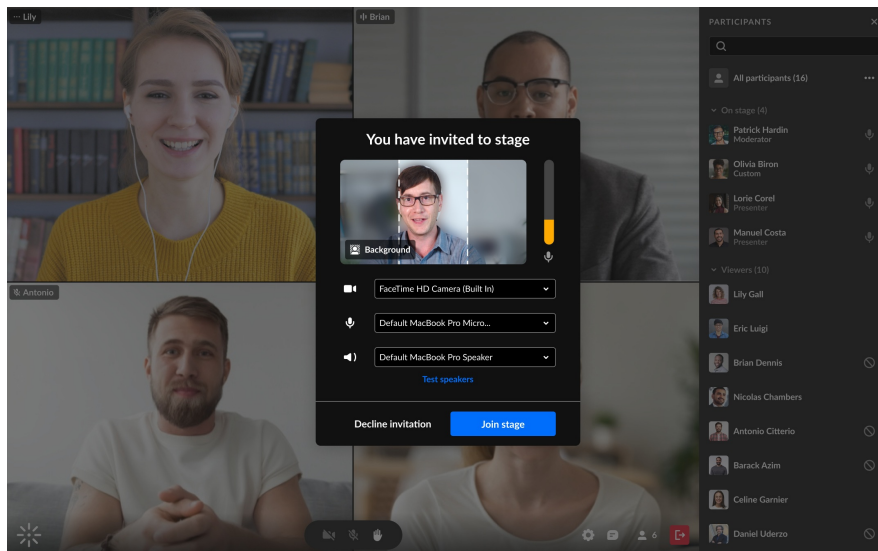 Lily
Brian
Antonio
You have invited to stage
Background
FaceTime HD Camera (Built In)
Default MacBook Pro Micro...
Default MacBook Pro Speaker
Test speakers
Decline invitation
Join stage
6
PARTICIPANTS
All participants (16)
On stage (4)
Patrick Hardin
Moderator
Olivia Biron
Custom
Lorie Corel
Presenter
Manuel Costa
Presenter
Viewers (10)
Lily Gall
Eric Luigi
Brian Dennis
Nicolas Chambers
Antonio Citterio
Barack Azim
Celine Garnier
Daniel Uderzo